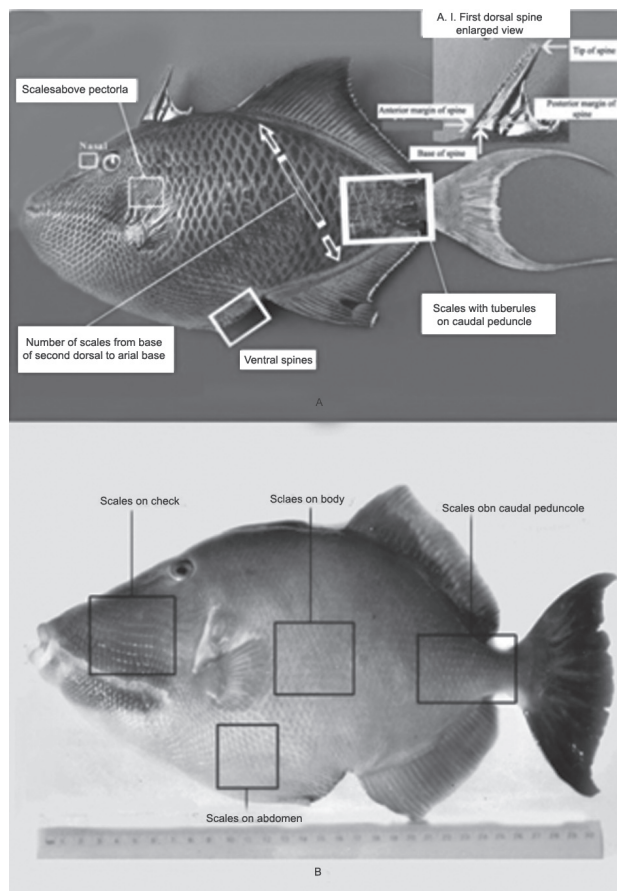 A. I. First dorsal spine
enlarged view
Tip of spine
Scalesabove pectorla
Anterior margin of spine
Posterior margin of
spine
Nasal
Base of spine
Scales with tuberules
on caudal peduncle
Number of scales from base
of second dorsal to arial base
Ventral spines
A
Scales on check
Sclaes on body
Scales obn caudal peduncole
Scales on abdomen
B